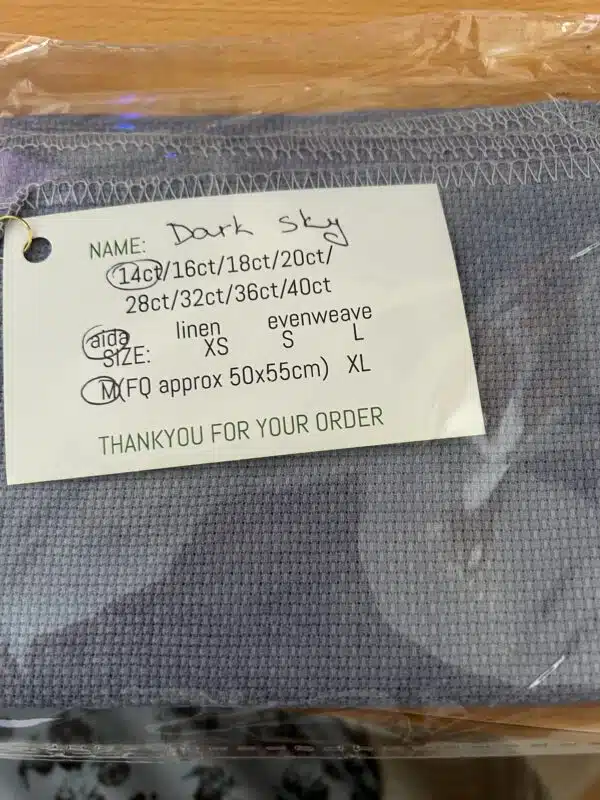 NAME: Dark Sky
14ct/16ct/18ct/20ct/
28ct/32ct/36ct/40ct
aida linen evenweave
SIZE: XS S L
M(FQ approx 50x55cm) XL
THANKYOU FOR YOUR ORDER